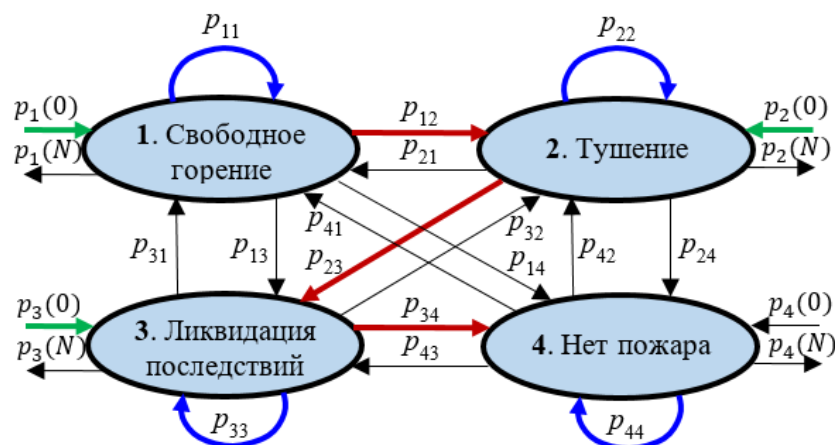 p₁₁
p₂₂
p₁(0)
p₁(N)
1. Свободное
горение
p₁₂
p₂₁
2. Тушение
p₂(0)
p₂(N)
p₃₁
p₁₃
p₂₃
p₄₁
p₃₂
p₁₄
p₄₂
p₂₄
p₃(0)
p₃(N)
3. Ликвидация
последствий
p₃₄
p₄₃
4. Нет пожара
p₄(0)
p₄(N)
p₃₃
p₄₄